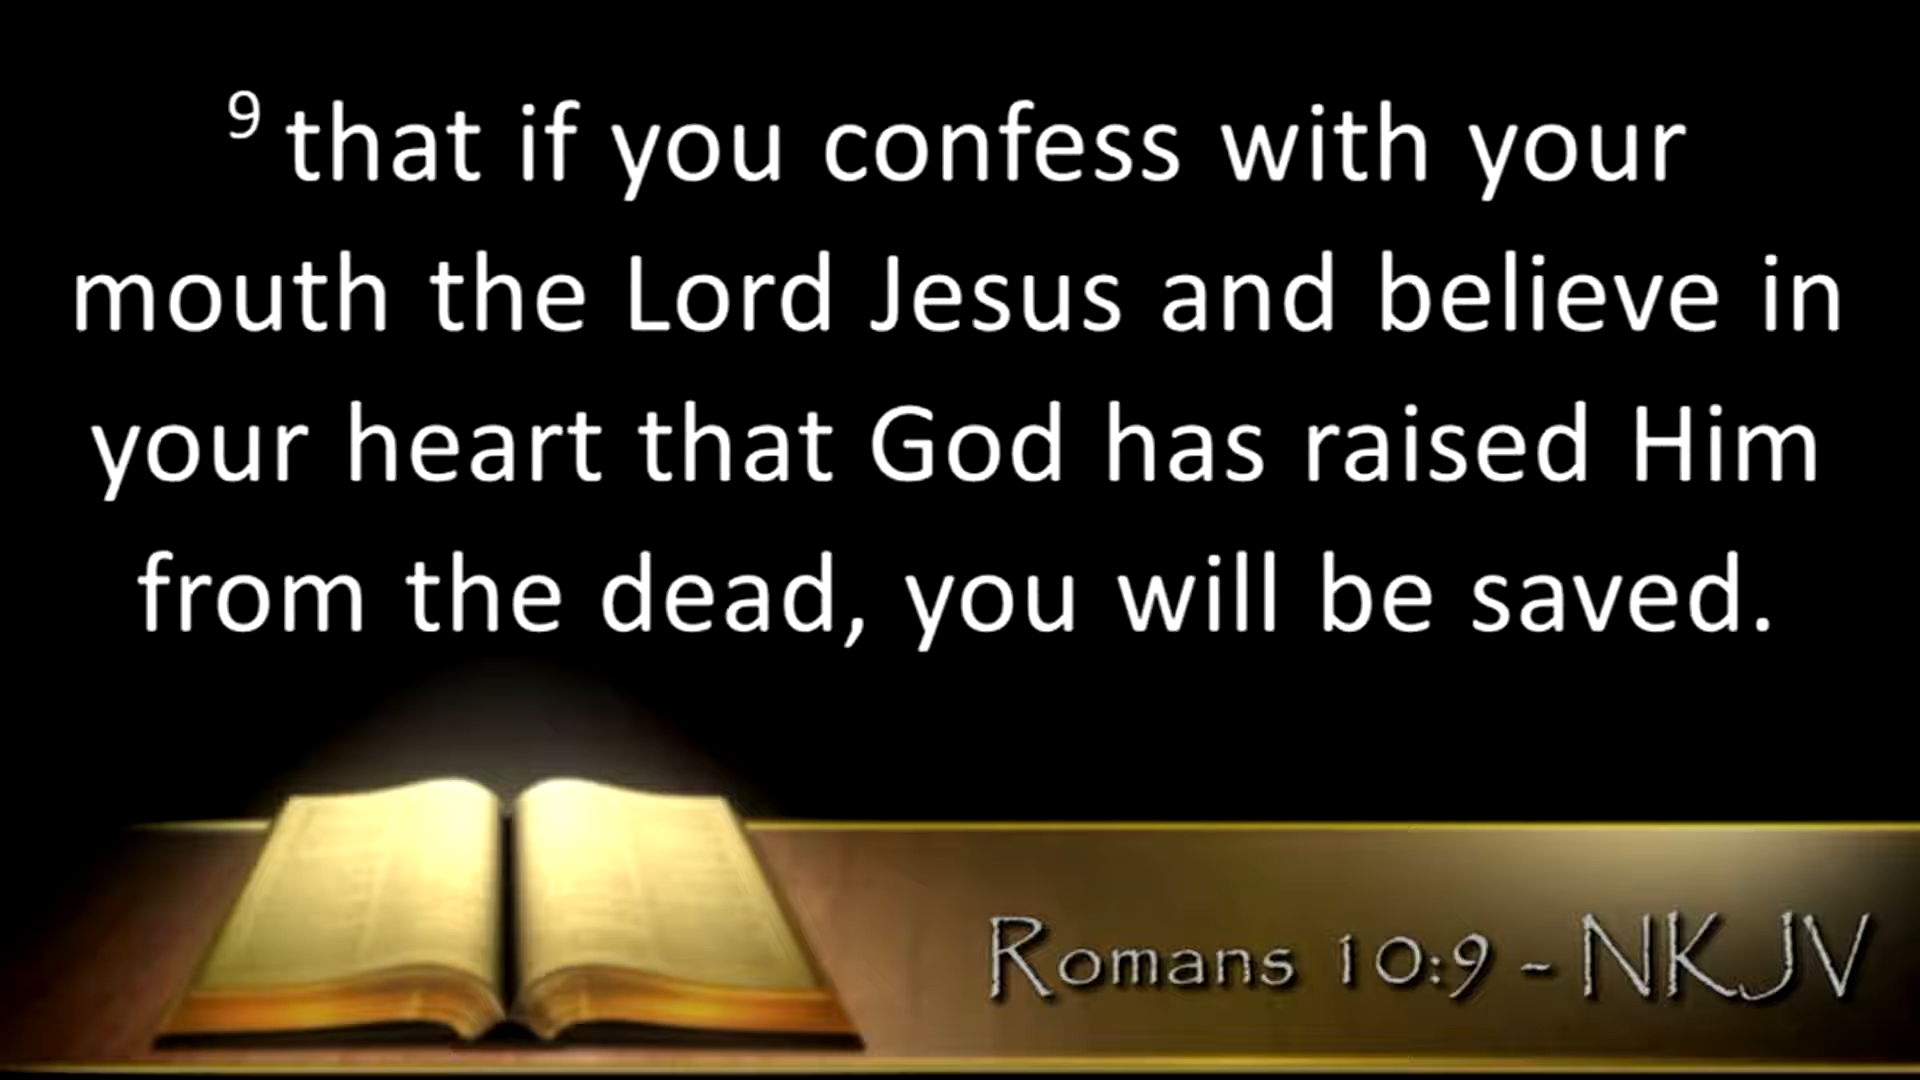 9 that if you confess with your
mouth the Lord Jesus and believe in
your heart that God has raised Him
from the dead, you will be saved.
Romans 10:9 - NKJV